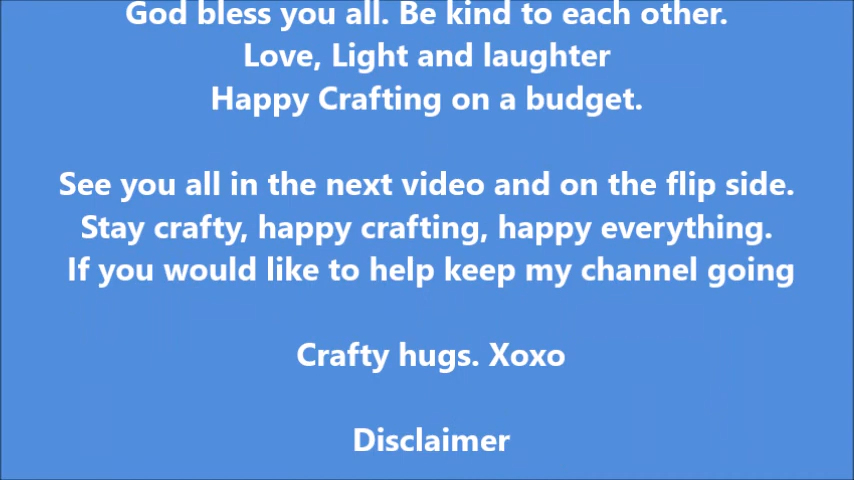 God bless you all. Be kind to each other.
Love, Light and laughter
Happy Crafting on a budget.
See you all in the next video and on the flip side.
Stay crafty, happy crafting, happy everything.
If you would like to help keep my channel going
Crafty hugs. Xoxo
Disclaimer